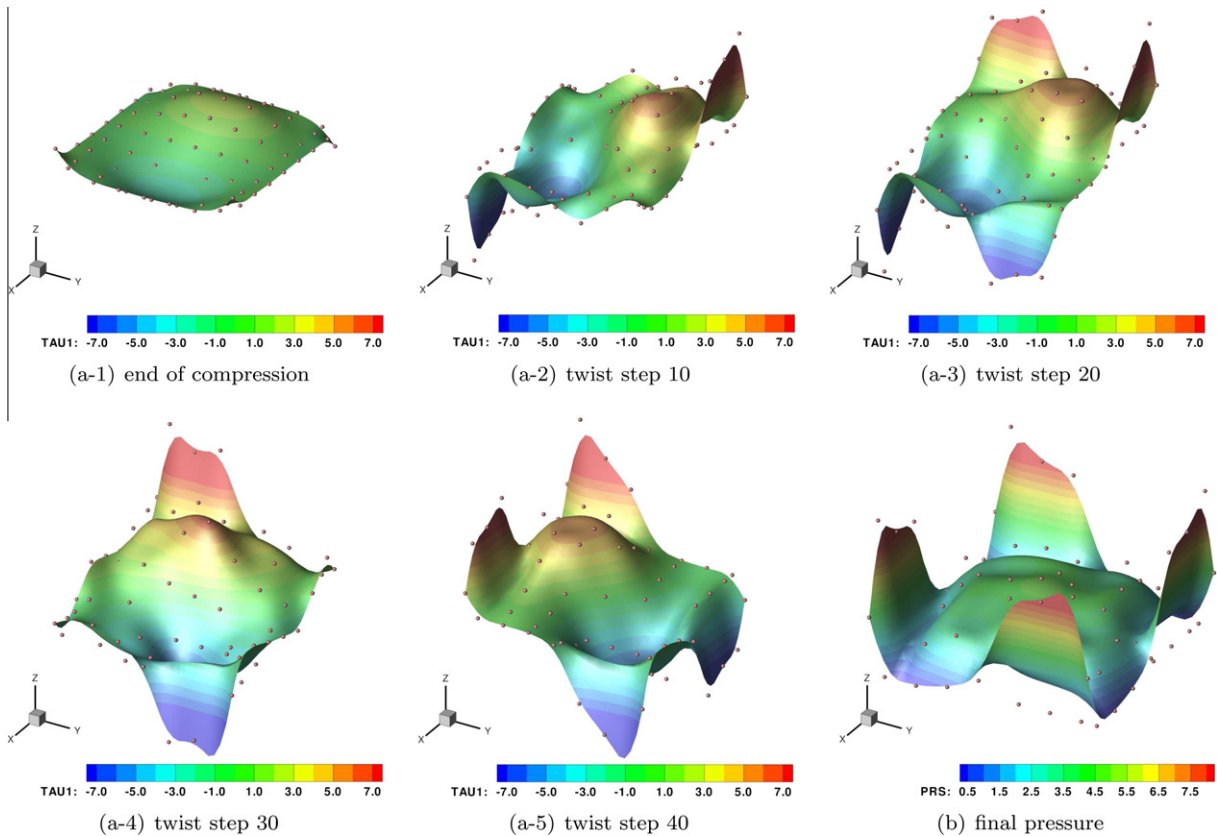 Z
X
Y
TAU1: -7.0 -5.0 -3.0 -1.0 1.0 3.0 5.0 7.0
(a-1) end of compression
Z
X
Y
TAU1: -7.0 -5.0 -3.0 -1.0 1.0 3.0 5.0 7.0
(a-2) twist step 10
Z
X
Y
TAU1: -7.0 -5.0 -3.0 -1.0 1.0 3.0 5.0 7.0
(a-3) twist step 20
Z
X
Y
TAU1: -7.0 -5.0 -3.0 -1.0 1.0 3.0 5.0 7.0
(a-4) twist step 30
Z
X
Y
TAU1: -7.0 -5.0 -3.0 -1.0 1.0 3.0 5.0 7.0
(a-5) twist step 40
Z
X
Y
PRS: 0.5 1.5 2.5 3.5 4.5 5.5 6.5 7.5
(b) final pressure